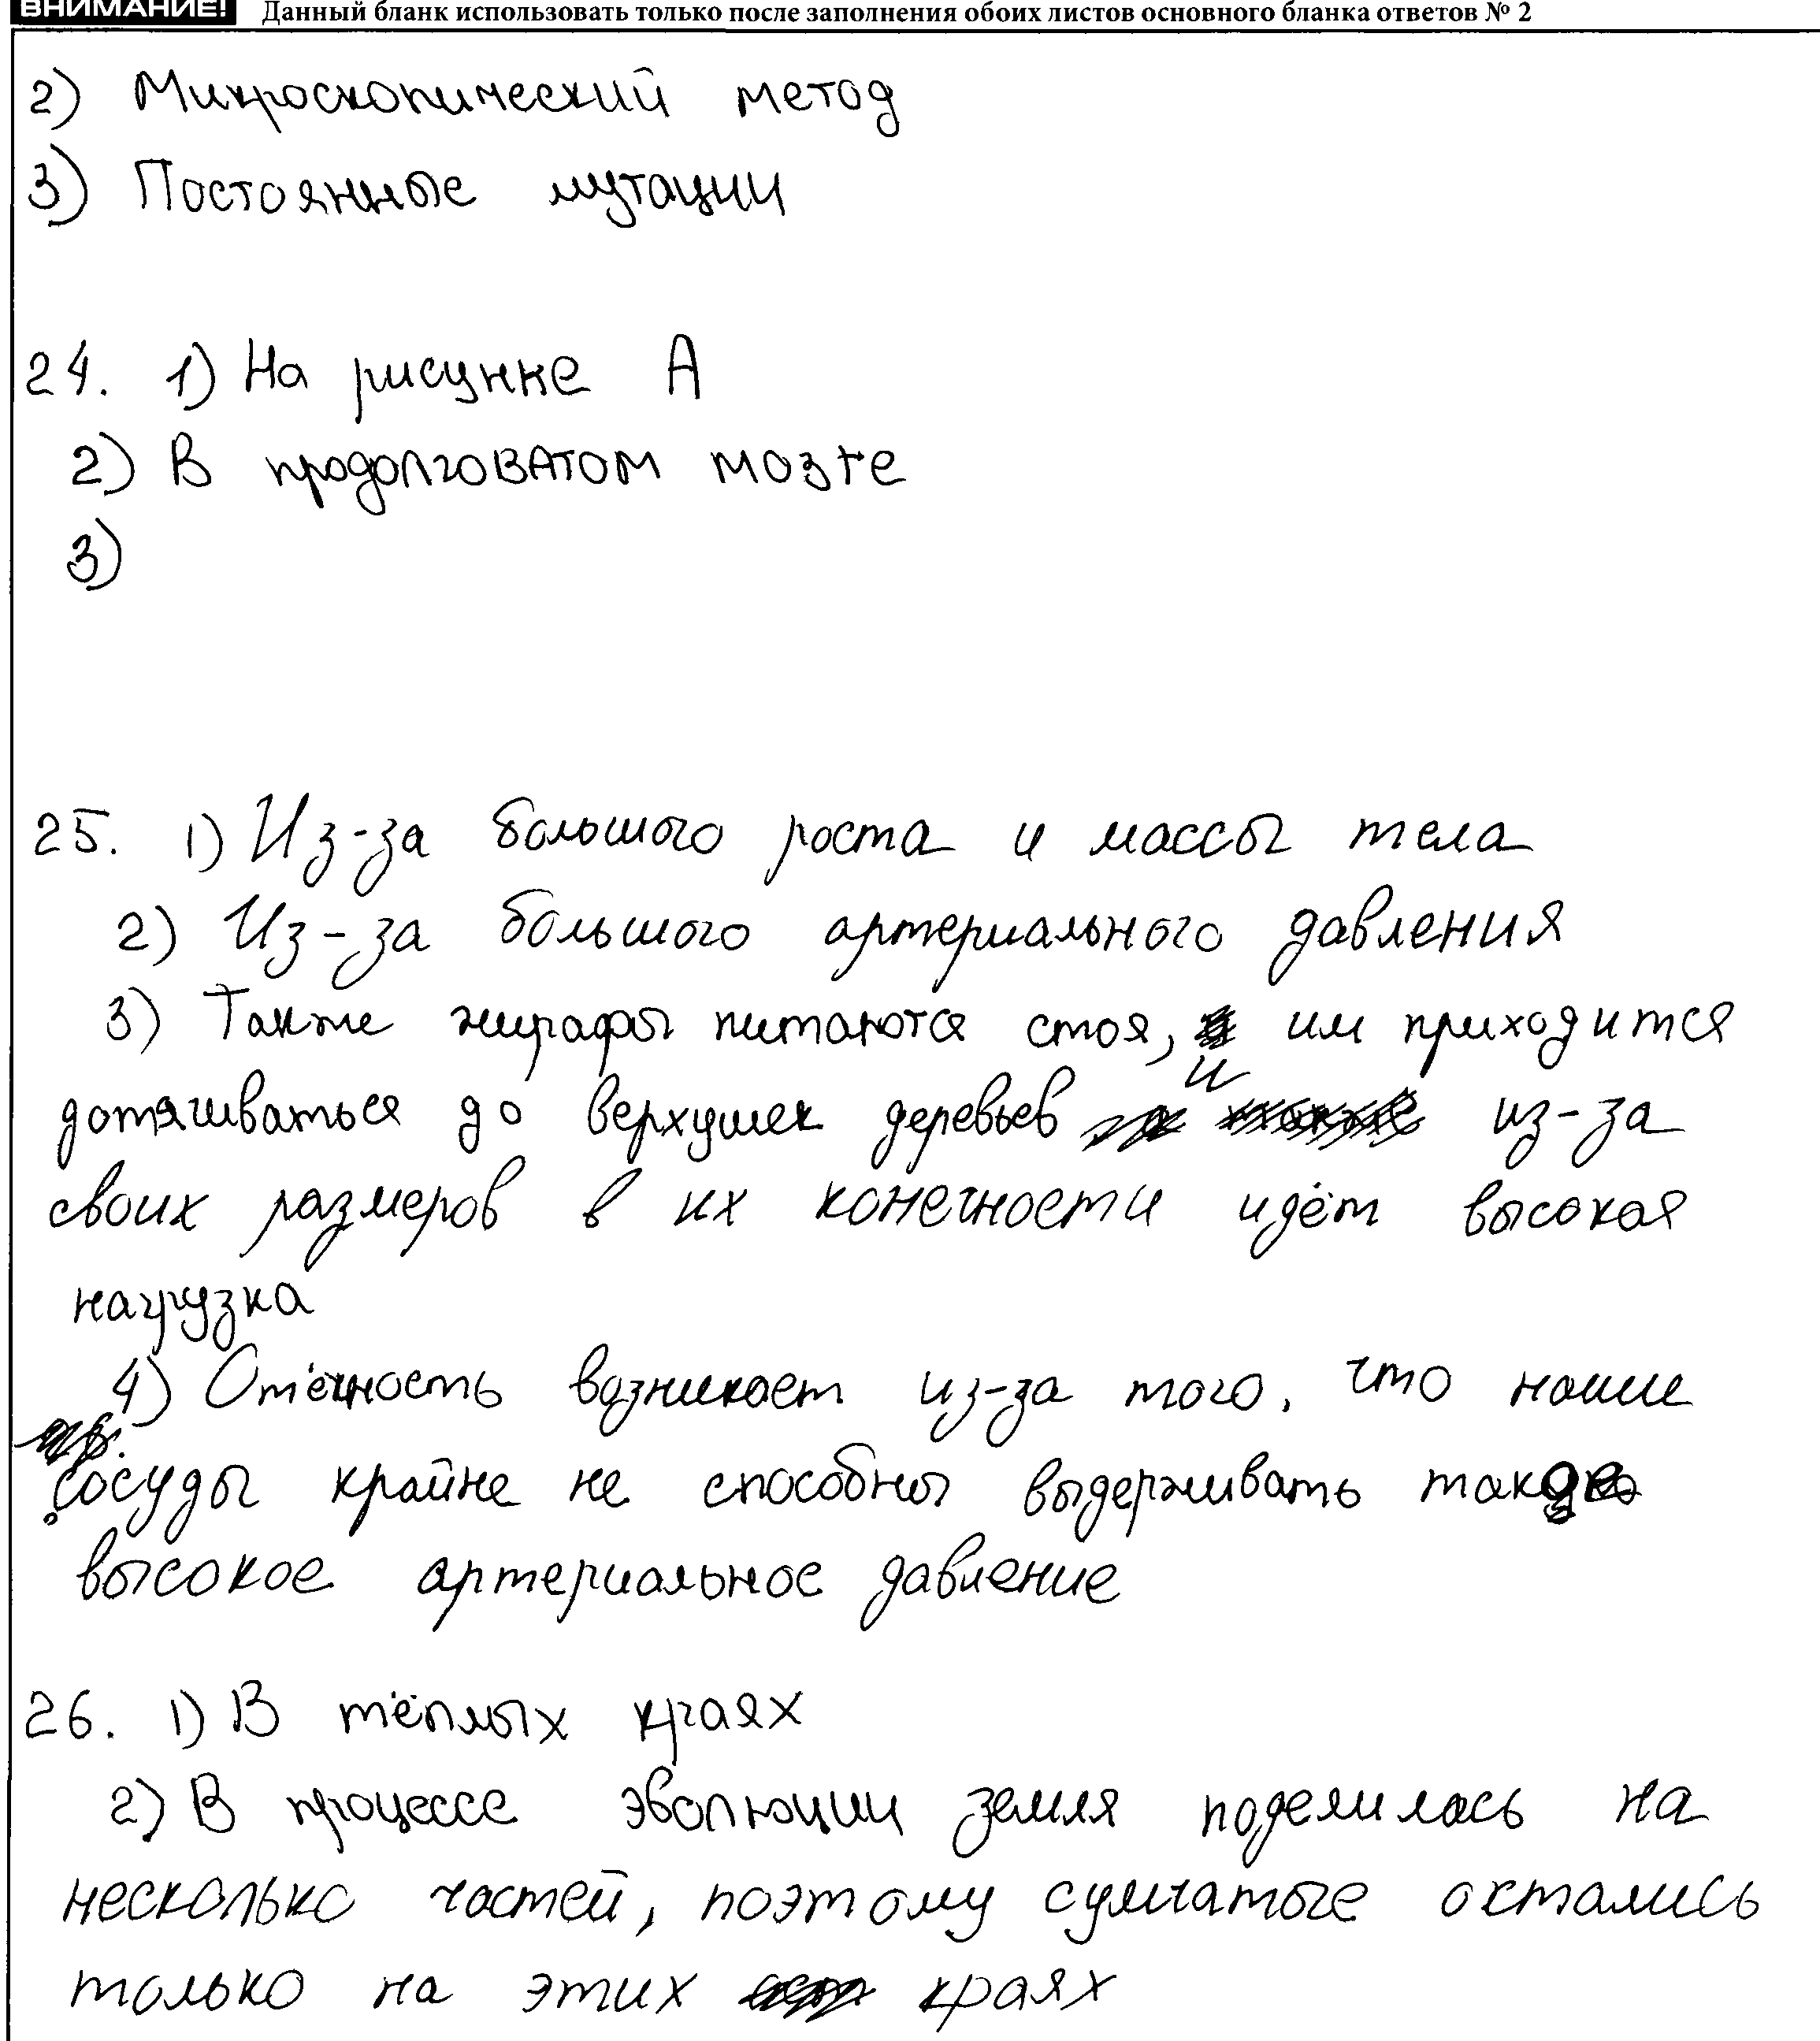 ВНИМАНИЕ! Данный бланк использовать только после заполнения обоих листов основного бланка ответов № 2
2) Микроскопический метод
3) Постоянные мутации
24. 1) На рисунке А
2) В продолговатом мозге
3)
25. 1) Из-за большого роста и массы тела
2) Из-за большого артериального давления
3) Также жирафы питаются стоя, им приходится
дотягиваться до верхушек деревьев и из-за
своих размеров в их конечности идёт высокая
нагрузка
4) Отёчность возникает из-за того, что наши
сосуды крайне не способны выдерживать такое
высокое артериальное давление
26. 1) В тёплых краях
2) В процессе эволюции земля поделилась на
несколько частей, поэтому сумчатые остались
только на этих краях